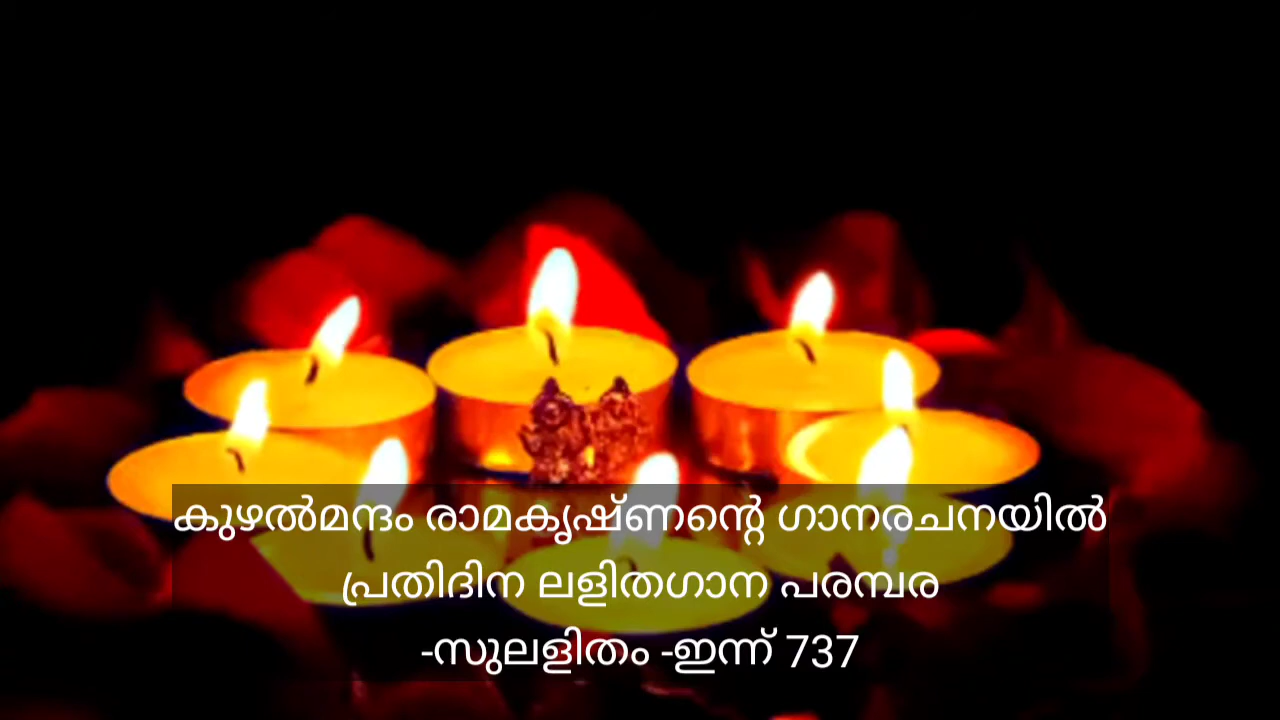 കുഴൽമന്ദം രാമകൃഷ്ണന്റെ ഗാനരചനയിൽ
പ്രതിദിന ലളിതഗാന പരമ്പര
-സുലളിതം -ഇന്ന് 737